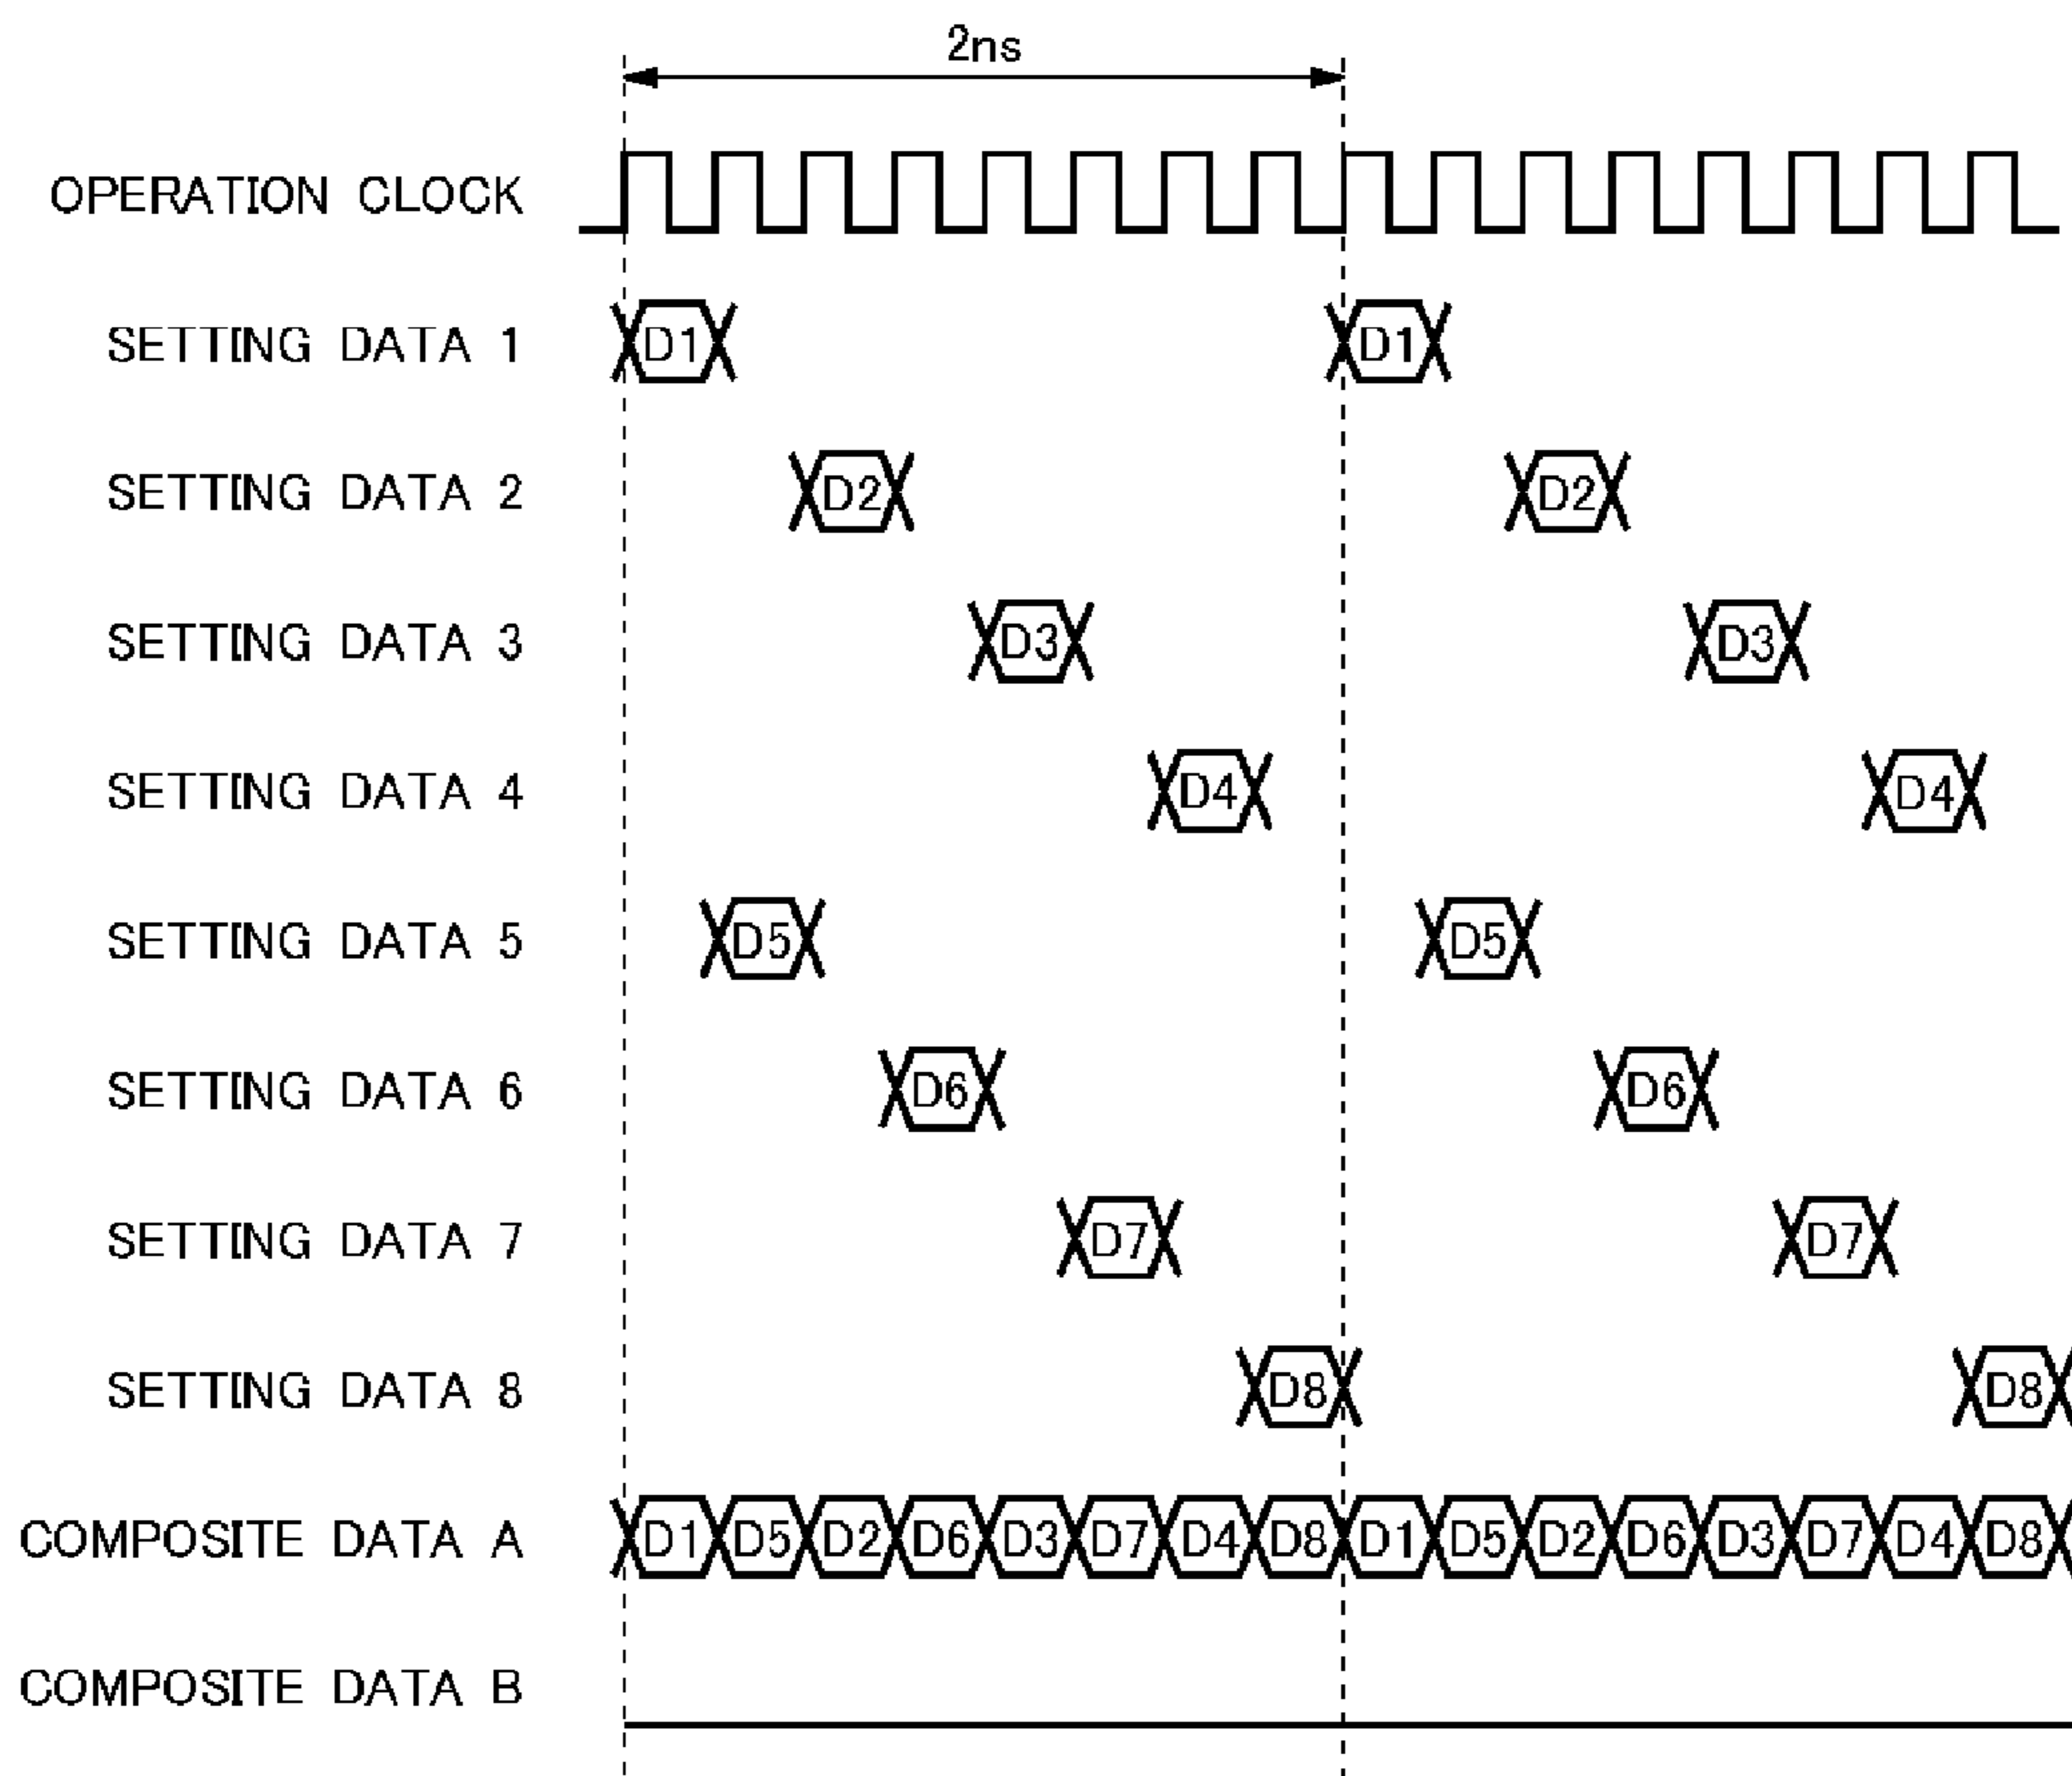 2ns
OPERATION CLOCK
SETTING DATA 1 D1 D1
SETTING DATA 2 D2 D2
SETTING DATA 3 D3 D3
SETTING DATA 4 D4 D4
SETTING DATA 5 D5 D5
SETTING DATA 6 D6 D6
SETTING DATA 7 D7 D7
SETTING DATA 8 D8 D8
COMPOSITE DATA A D1 D5 D2 D6 D3 D7 D4 D8 D1 D5 D2 D6 D3 D7 D4 D8
COMPOSITE DATA B